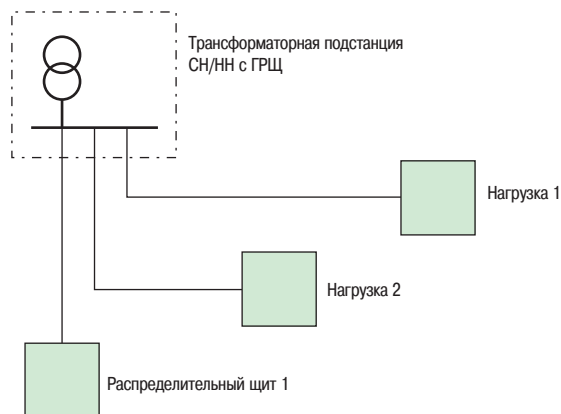 Трансформаторная подстанция
СН/НН с ГРЩ
Нагрузка 1
Нагрузка 2
Распределительный щит 1